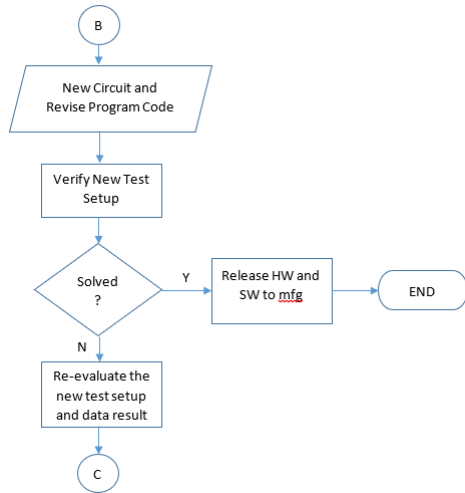 B
New Circuit and
Revise Program Code
Verify New Test
Setup
Solved
?
Y
Release HW and
SW to mfg
END
N
Re-evaluate the
new test setup
and data result
C